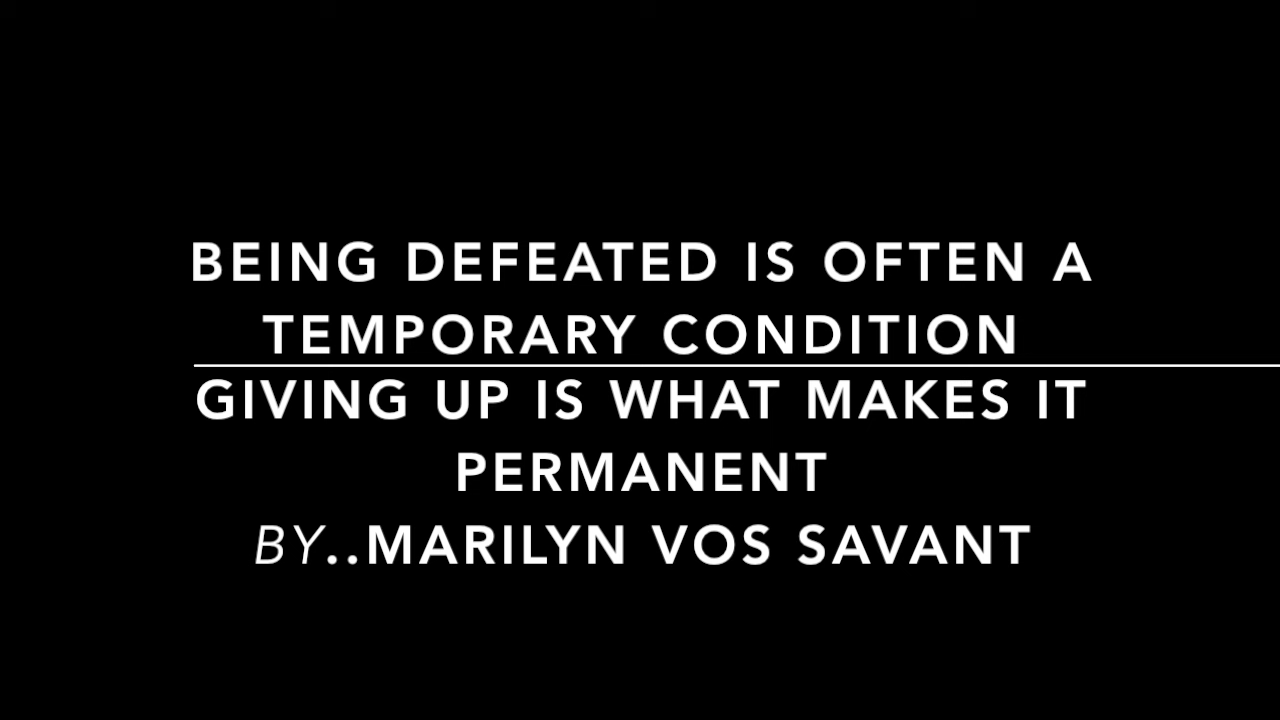 BEING DEFEATED IS OFTEN A
TEMPORARY CONDITION
GIVING UP IS WHAT MAKES IT
PERMANENT
BY..MARILYN VOS SAVANT